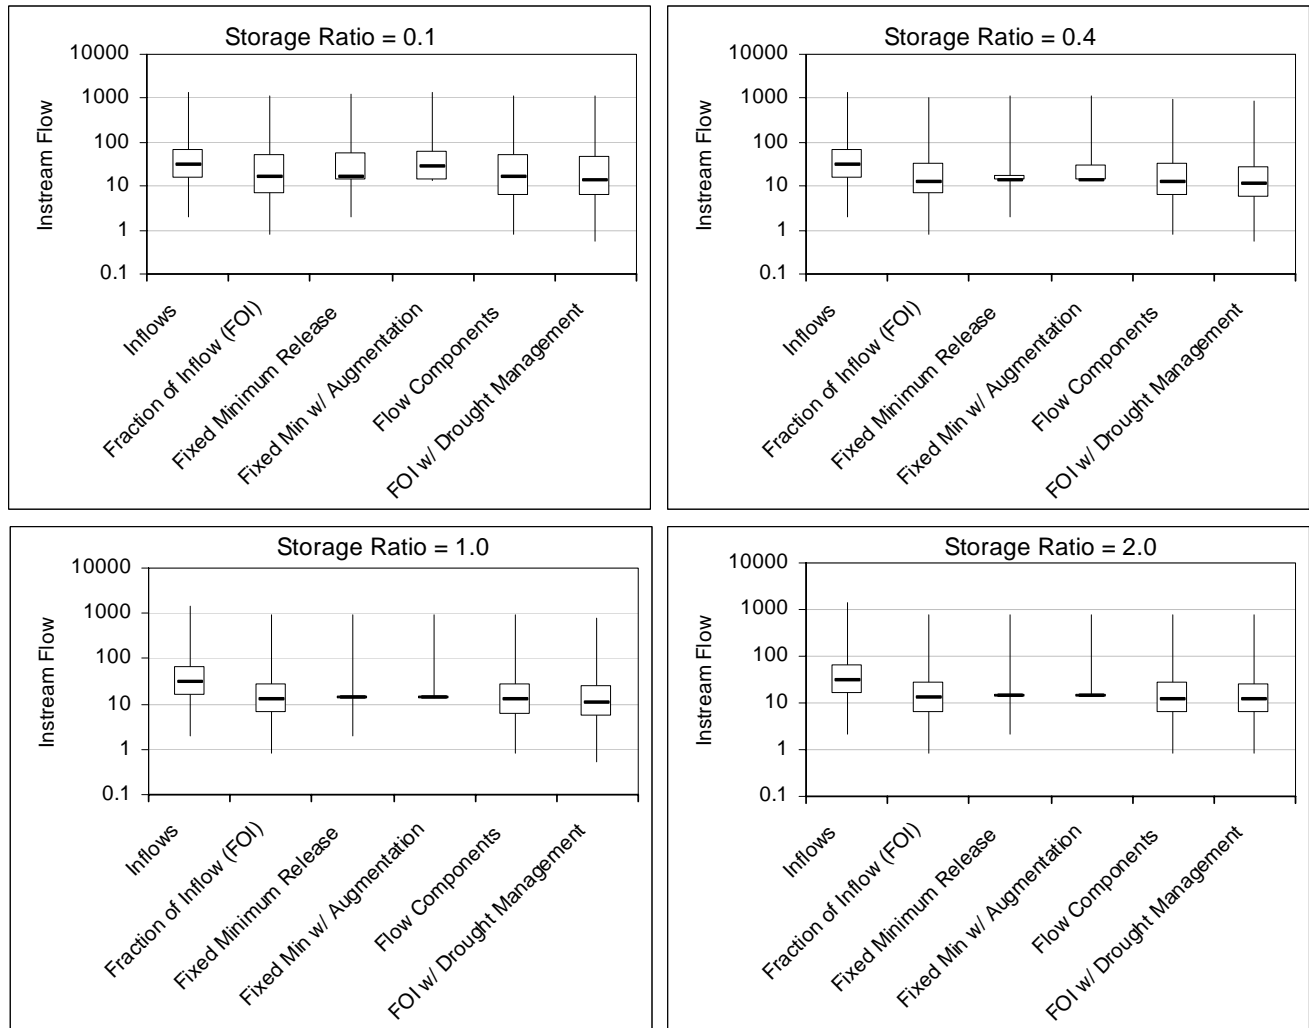 Storage Ratio = 0.1
10000
1000
100
10
1
0.1
Instream Flow
Inflows
Fraction of Inflow (FOI)
Fixed Minimum Release
Fixed Min w/ Augmentation
Flow Components
FOI w/ Drought Management
Storage Ratio = 0.4
10000
1000
100
10
1
0.1
Instream Flow
Inflows
Fraction of Inflow (FOI)
Fixed Minimum Release
Fixed Min w/ Augmentation
Flow Components
FOI w/ Drought Management
Storage Ratio = 1.0
10000
1000
100
10
1
0.1
Instream Flow
Inflows
Fraction of Inflow (FOI)
Fixed Minimum Release
Fixed Min w/ Augmentation
Flow Components
FOI w/ Drought Management
Storage Ratio = 2.0
10000
1000
100
10
1
0.1
Instream Flow
Inflows
Fraction of Inflow (FOI)
Fixed Minimum Release
Fixed Min w/ Augmentation
Flow Components
FOI w/ Drought Management